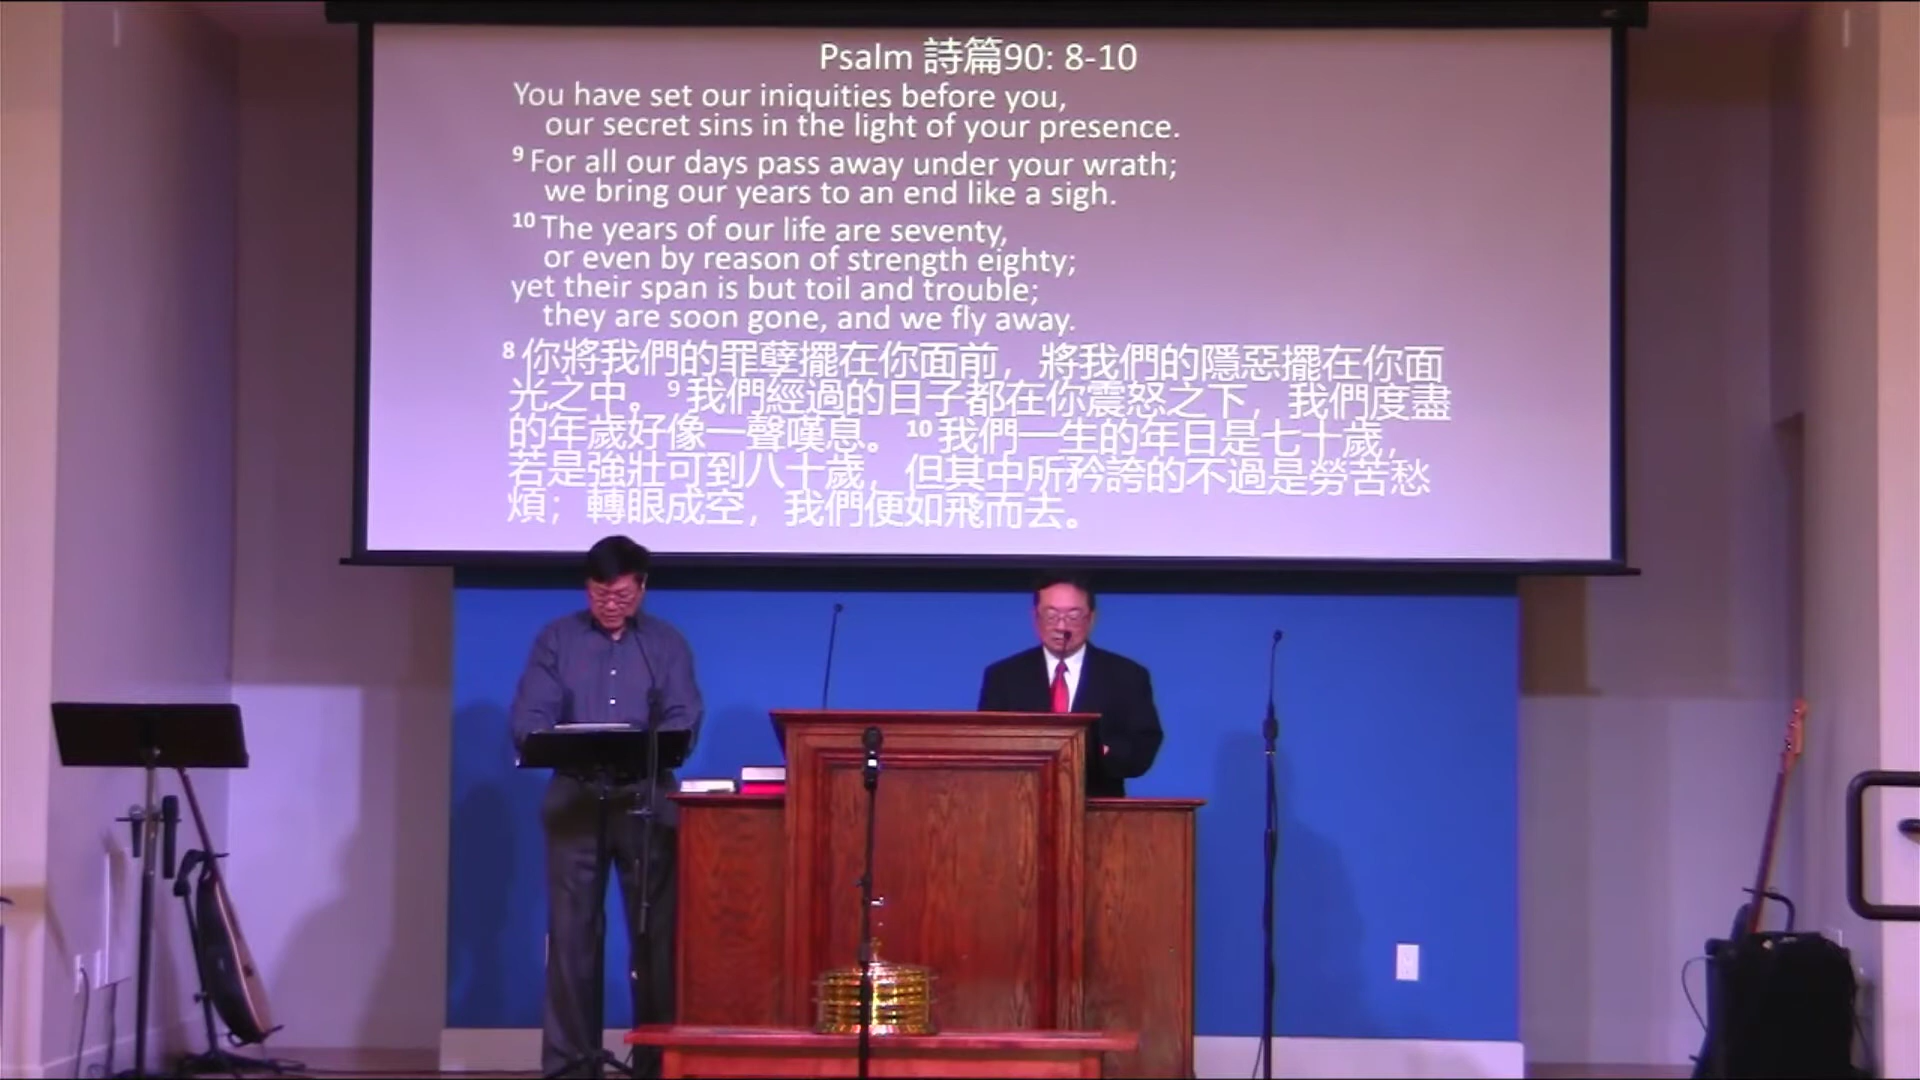 Psalm 詩篇90: 8-10
You have set our iniquities before you,
our secret sins in the light of your presence.
9 For all our days pass away under your wrath;
we bring our years to an end like a sigh.
10 The years of our life are seventy,
or even by reason of strength eighty;
yet their span is but toil and trouble;
they are soon gone, and we fly away.
8 你將我們的罪孽擺在你面前，將我們的隱惡擺在你面
光之中。9 我們經過的日子都在你震怒之下，我們度盡
的年歲好像一聲嘆息。10 我們一生的年日是七十歲，
若是強壯可到八十歲，但其中所矜誇的不過是勞苦愁
煩；轉眼成空，我們便如飛而去。